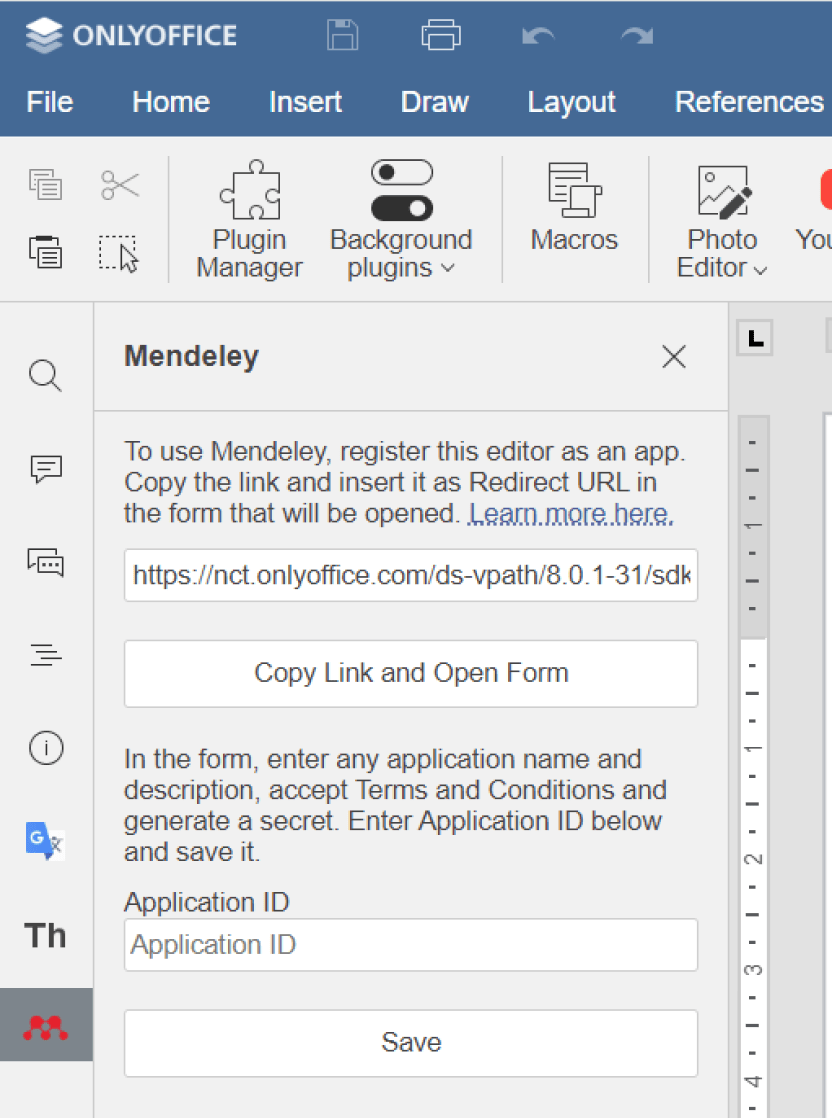 ONLYOFFICE
File Home Insert Draw Layout References
Plugin Manager
Background plugins
Macros
Photo Editor
You
Mendeley
To use Mendeley, register this editor as an app.
Copy the link and insert it as Redirect URL in
the form that will be opened. Learn more here.
https://nct.onlyoffice.com/ds-vpath/8.0.1-31/sdk
Copy Link and Open Form
In the form, enter any application name and
description, accept Terms and Conditions and
generate a secret. Enter Application ID below
and save it.
Application ID
Application ID
Save
Th
G
L
1
1
2
3
4